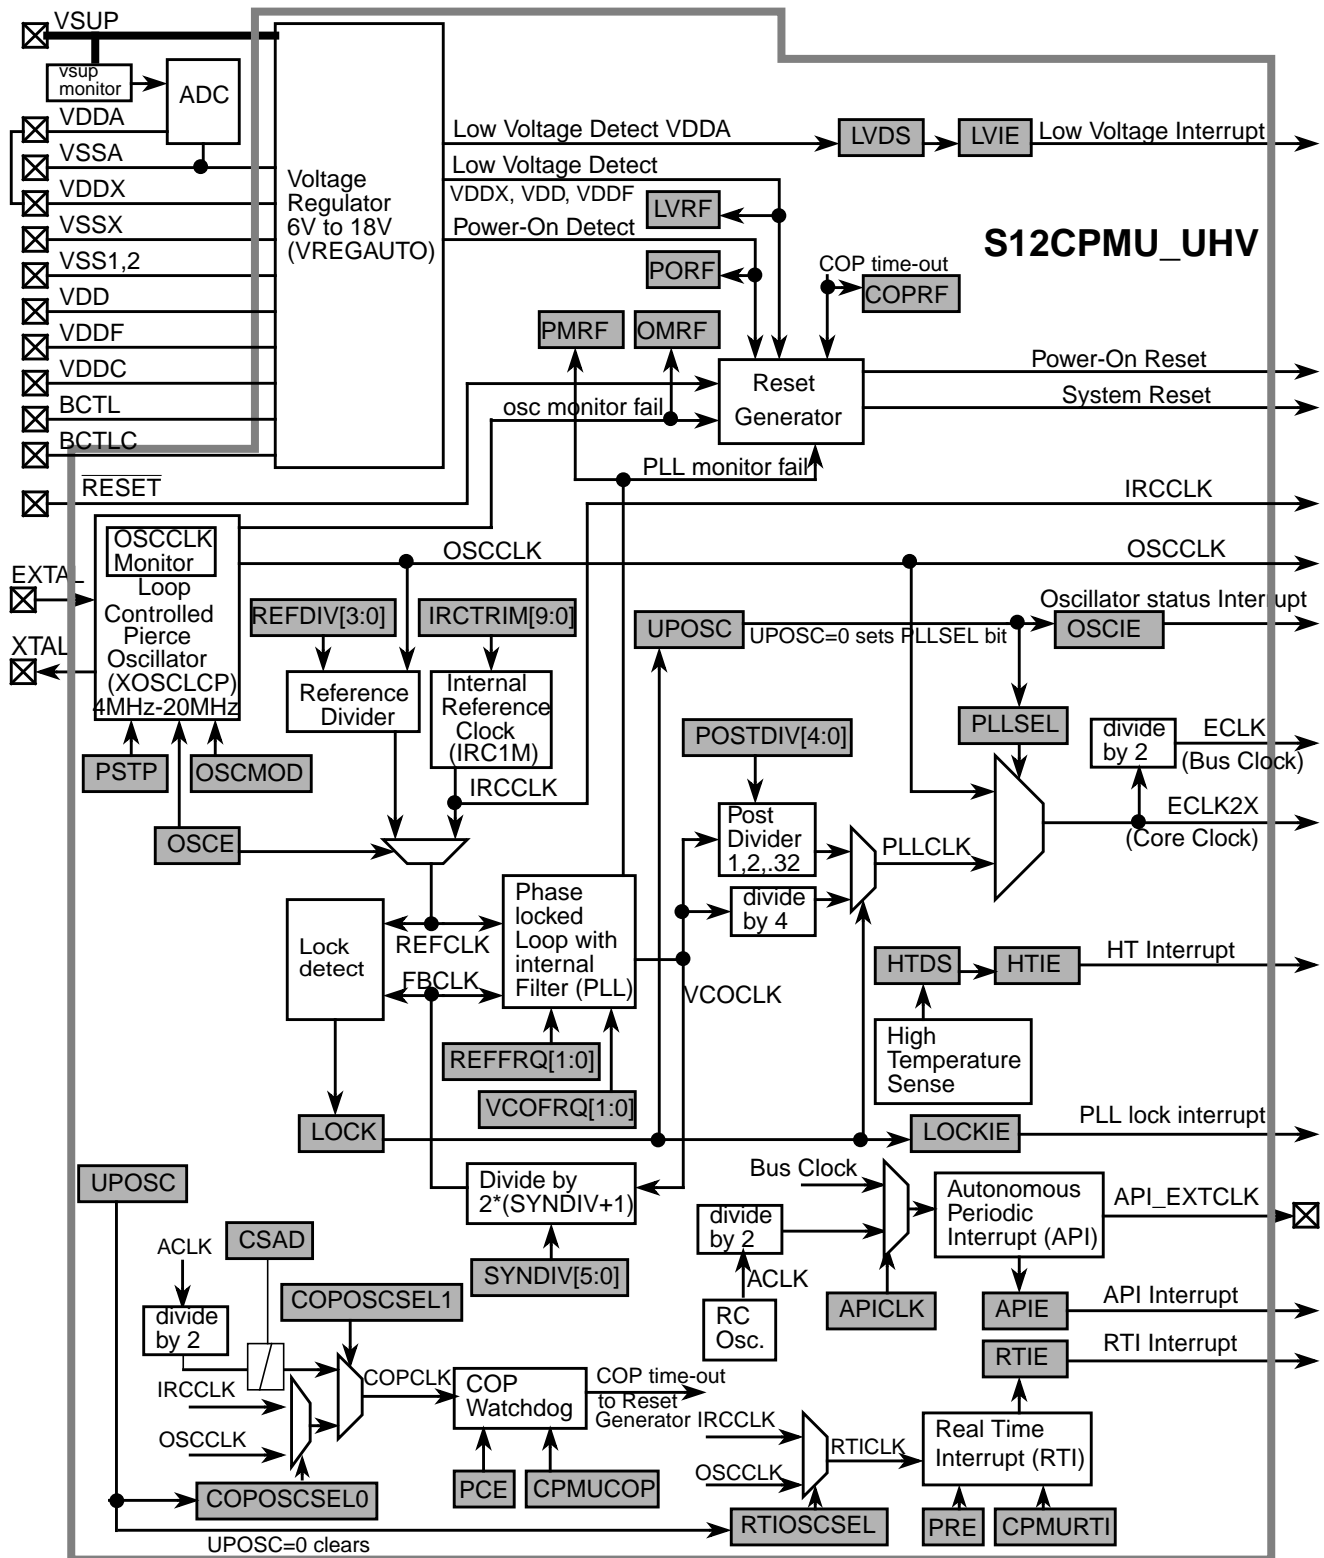 VSUP
vsup
monitor
ADC
VDDA
VSSA
VDDX
VSSX
VSS1,2
VDD
VDDF
VDDC
BCTL
BCTLC
RESET
Voltage
Regulator
6V to 18V
(VREGAUTO)
Low Voltage Detect VDDA
LVDS
LVIE
Low Voltage Interrupt
Low Voltage Detect
VDDX, VDD, VDDF
LVRF
Power-On Detect
PORF
S12CPMU_UHV
COP time-out
COPRF
PMRF
OMRF
osc monitor fail
Reset
Generator
Power-On Reset
System Reset
PLL monitor fail
IRCCLK
EXTAL
XTAL
OSCCLK
Monitor
Loop
Controlled
Pierce
Oscillator
(XOSCLCP)
4MHz-20MHz
OSCCLK
OSCCLK
REFDIV[3:0]
IRCTRIM[9:0]
UPOSC
UPOSC=0 sets PLLSEL bit
Oscillator status Interrupt
OSCIE
Reference
Divider
Internal
Reference
Clock
(IRC1M)
PSTP
OSCMOD
OSCE
IRCCLK
POSTDIV[4:0]
PLLSEL
divide
by 2
ECLK
(Bus Clock)
ECLK2X
(Core Clock)
Post
Divider
1,2,.32
PLLCLK
divide
by 4
Lock
detect
REFCLK
FBCLK
Phase
locked
Loop with
internal
Filter (PLL)
VCOCLK
REFFRQ[1:0]
VCOFRQ[1:0]
HTDS
HTIE
HT Interrupt
High
Temperature
Sense
LOCK
LOCKIE
PLL lock interrupt
UPOSC
Divide by
2*(SYNDIV+1)
SYNDIV[5:0]
Bus Clock
divide
by 2
ACLK
RC
Osc.
APICLK
Autonomous
Periodic
Interrupt (API)
API_EXTCLK
APIE
API Interrupt
RTIE
RTI Interrupt
ACLK
CSAD
divide
by 2
COPOSCSEL1
IRCCLK
OSCCLK
COPCLK
COP
Watchdog
COP time-out
to Reset
Generator
PCE
CPMUCOP
COPOSCSEL0
IRCCLK
OSCCLK
RTICLK
Real Time
Interrupt (RTI)
RTIOSCSEL
PRE
CPMURTI
UPOSC=0 clears